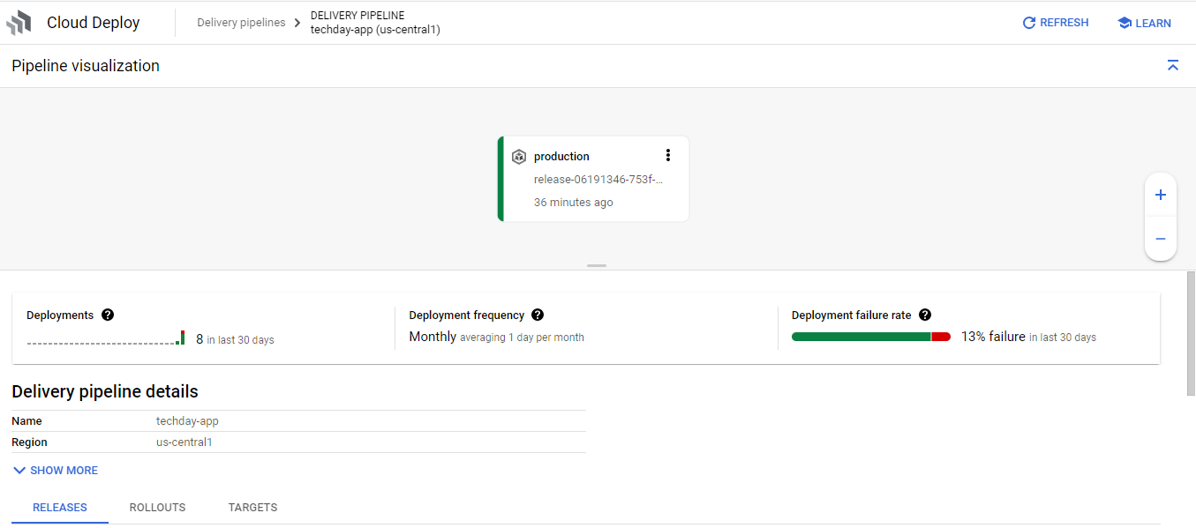 Cloud Deploy
Delivery pipelines
DELIVERY PIPELINE
techday-app (us-central1)
REFRESH
LEARN
Pipeline visualization
production
release-06191346-753f-...
36 minutes ago
+
−
Deployments ?
8 in last 30 days
Deployment frequency ?
Monthly averaging 1 day per month
Deployment failure rate ?
13% failure in last 30 days
Delivery pipeline details
Name techday-app
Region us-central1
SHOW MORE
RELEASES ROLLOUTS TARGETS